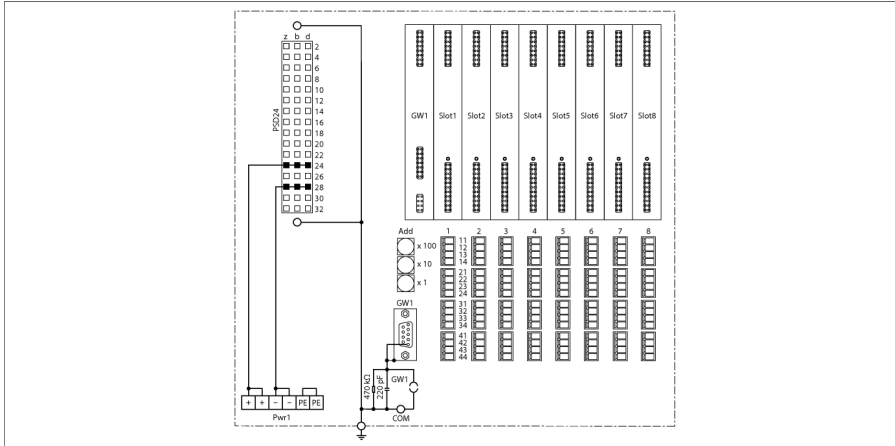 z b d
2
4
6
8
10
12
14
16
18
20
22
24
26
28
30
32
PSD24
GW1 Slot1 Slot2 Slot3 Slot4 Slot5 Slot6 Slot7 Slot8
Add
x 100
x 10
x 1
1 2 3 4 5 6 7 8
11
12
13
14
21
22
23
24
31
32
33
34
41
42
43
44
GW1
470 kΩ
220 pF
GW1
COM
+ + – – PE PE
Pwr1